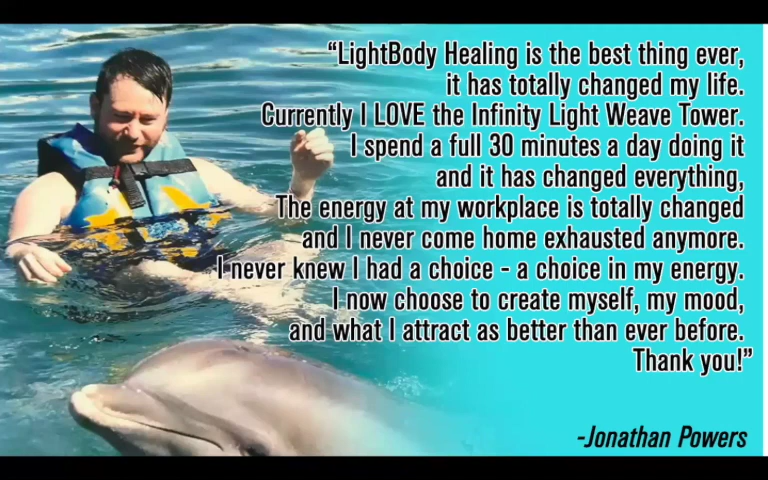 “LightBody Healing is the best thing ever,
it has totally changed my life.
Currently I LOVE the Infinity Light Weave Tower.
I spend a full 30 minutes a day doing it
and it has changed everything,
The energy at my workplace is totally changed
and I never come home exhausted anymore.
I never knew I had a choice - a choice in my energy.
I now choose to create myself, my mood,
and what I attract as better than ever before.
Thank you!”
-Jonathan Powers